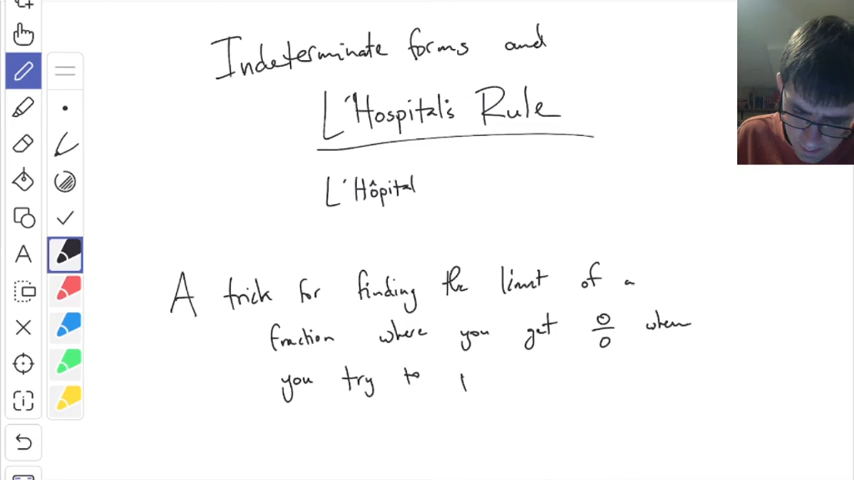 Indeterminate forms and
L'Hospital's Rule
L'Hôpital
A trick for finding the limit of a
fraction where you get 0/0 when
you try to
A